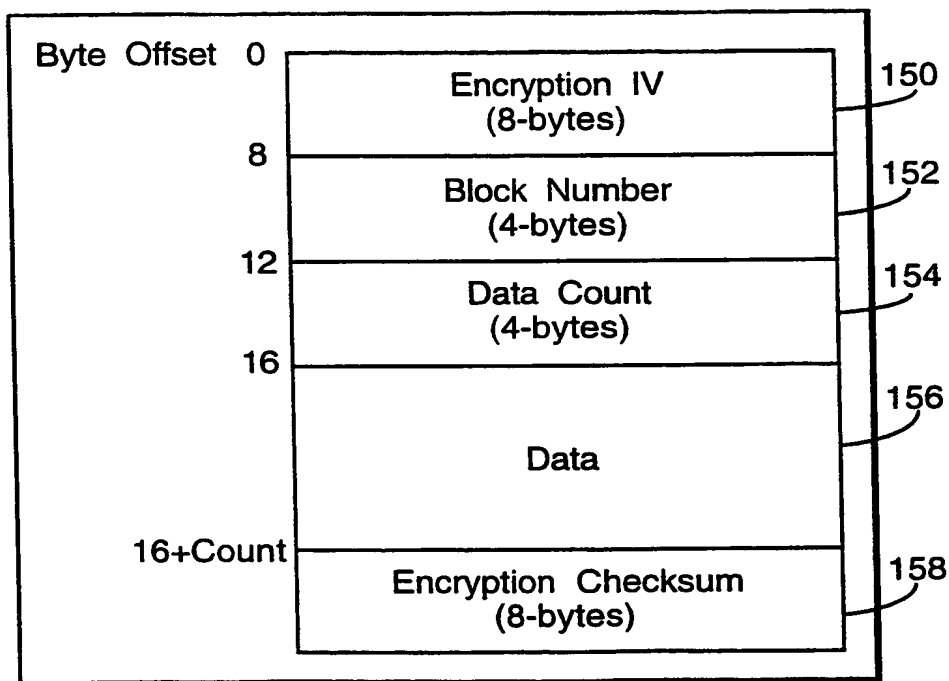 Byte Offset 0
Encryption IV
(8-bytes)
150
8
Block Number
(4-bytes)
152
12
Data Count
(4-bytes)
154
16
Data
156
16+Count
Encryption Checksum
(8-bytes)
158